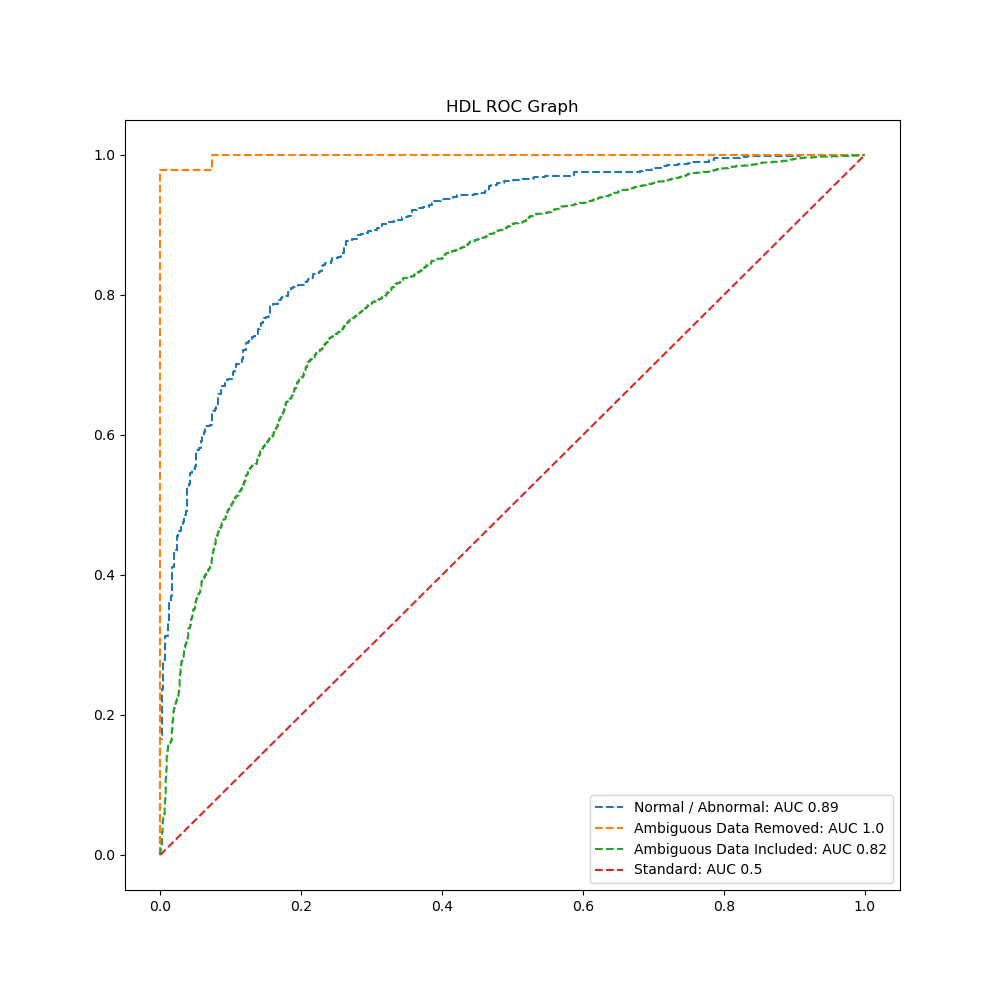 HDL ROC Graph
1.0
0.8
0.6
0.4
0.2
0.0
Normal / Abnormal: AUC 0.89
Ambiguous Data Removed: AUC 1.0
Ambiguous Data Included: AUC 0.82
Standard: AUC 0.5
0.0 0.2 0.4 0.6 0.8 1.0